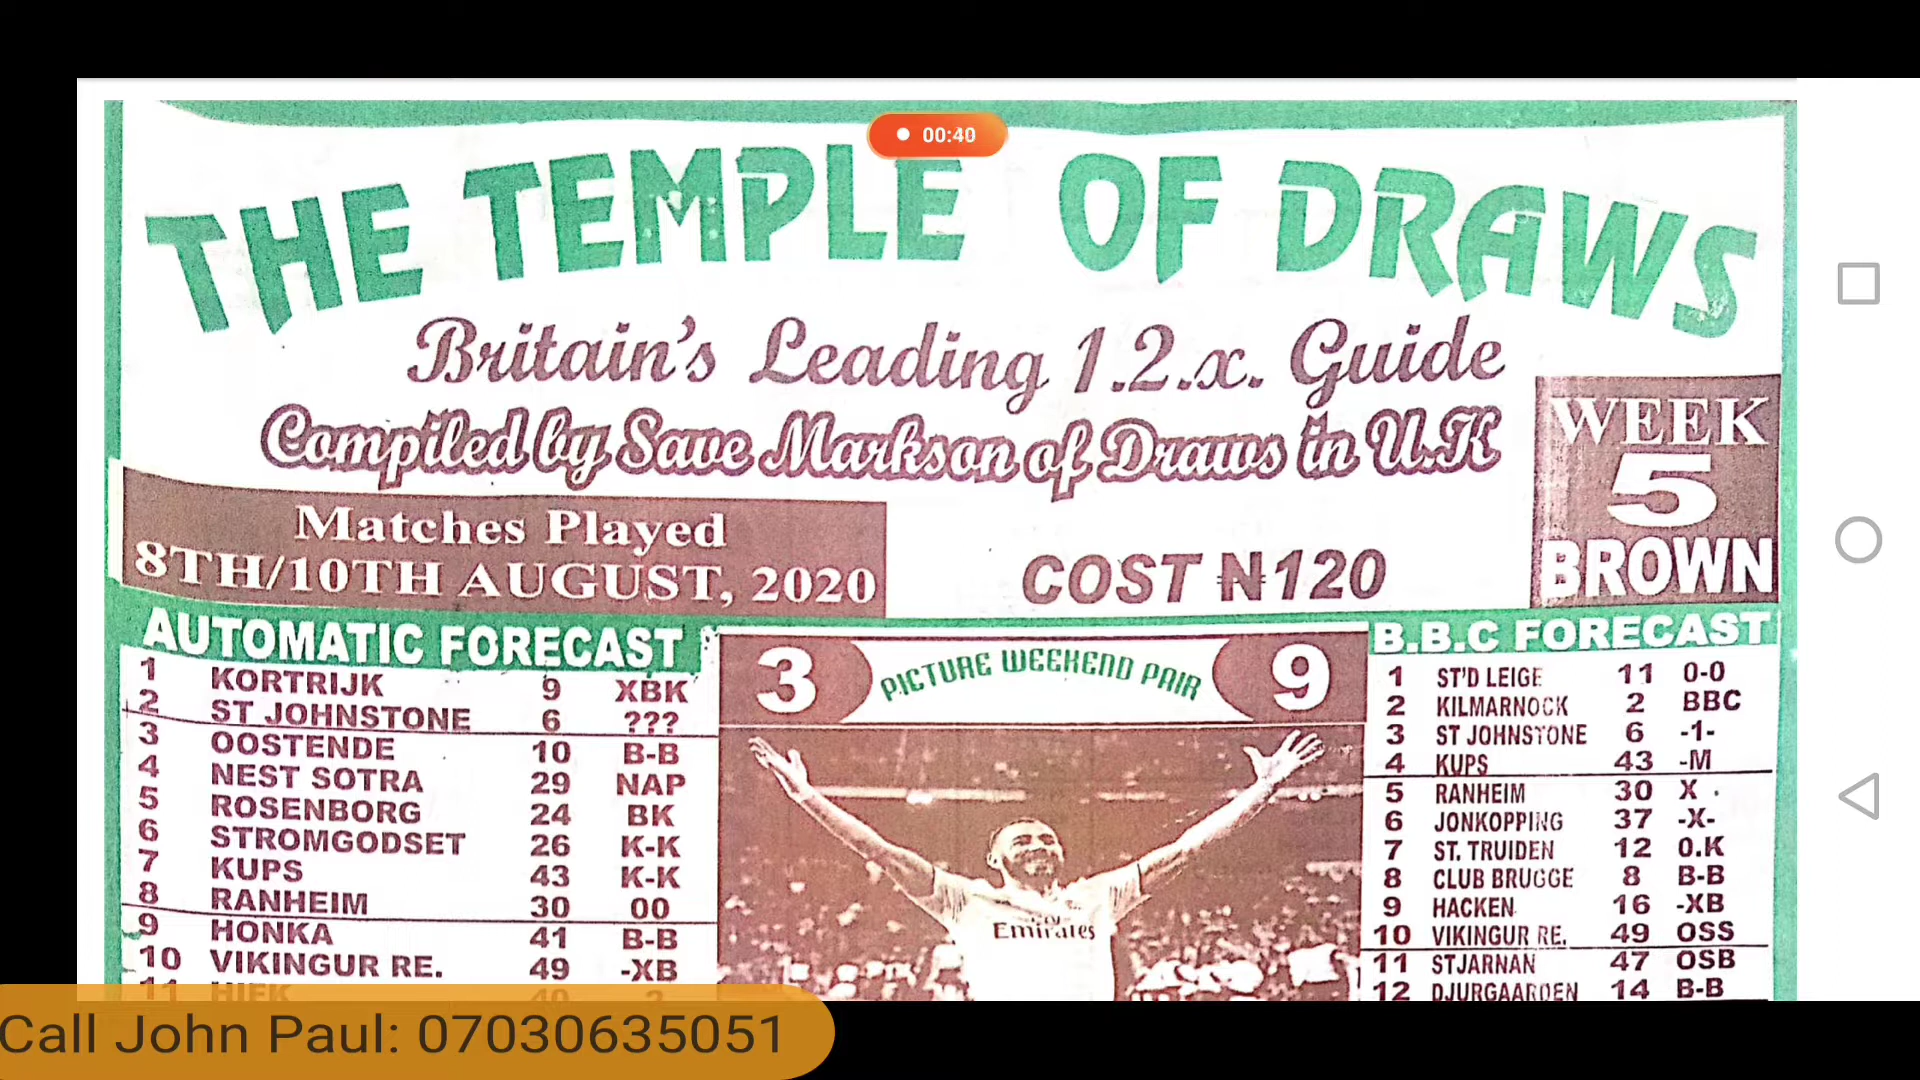 00:40
THE TEMPLE OF DRAWS
Britain's Leading 1.2.x. Guide
Compiled by Save Markson of Draws in U.K
WEEK
5
BROWN
Matches Played
8TH/10TH AUGUST, 2020
COST ₦120
AUTOMATIC FORECAST
1 KORTRIJK 9 XBK
2 ST JOHNSTONE 6 ???
3 OOSTENDE 10 B-B
4 NEST SOTRA 29 NAP
5 ROSENBORG 24 BK
6 STROMGODSET 26 K-K
7 KUPS 43 K-K
8 RANHEIM 30 00
9 HONKA 41 B-B
10 VIKINGUR RE. 49 -XB
11
3 PICTURE WEEKEND PAIR 9
Emirates
B.B.C FORECAST
1 ST'D LEIGE 11 0-0
2 KILMARNOCK 2 BBC
3 ST JOHNSTONE 6 -1-
4 KUPS 43 -M
5 RANHEIM 30 X
6 JONKOPPING 37 -X-
7 ST. TRUIDEN 12 0.K
8 CLUB BRUGGE 8 B-B
9 HACKEN 16 -XB
10 VIKINGUR RE. 49 OSS
11 STJARNAN 47 OSB
12 DJURGAARDEN 14 B-B
Call John Paul: 07030635051